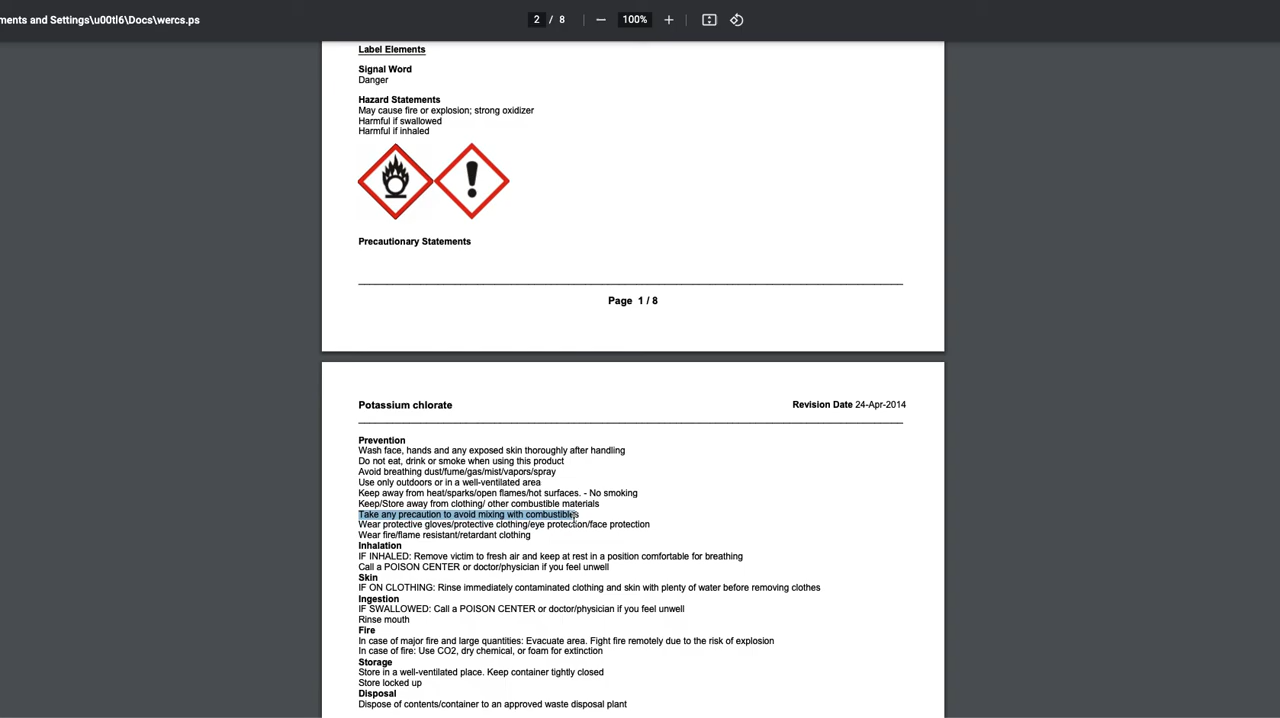 ments and Settings\u00tl6\Docs\wercs.ps
2 / 8
100%
Label Elements
Signal Word
Danger
Hazard Statements
May cause fire or explosion; strong oxidizer
Harmful if swallowed
Harmful if inhaled
Precautionary Statements
Page 1 / 8
Potassium chlorate Revision Date 24-Apr-2014
Prevention
Wash face, hands and any exposed skin thoroughly after handling
Do not eat, drink or smoke when using this product
Avoid breathing dust/fume/gas/mist/vapors/spray
Use only outdoors or in a well-ventilated area
Keep away from heat/sparks/open flames/hot surfaces. - No smoking
Keep/Store away from clothing/ other combustible materials
Take any precaution to avoid mixing with combustibles
Wear protective gloves/protective clothing/eye protection/face protection
Wear fire/flame resistant/retardant clothing
Inhalation
IF INHALED: Remove victim to fresh air and keep at rest in a position comfortable for breathing
Call a POISON CENTER or doctor/physician if you feel unwell
Skin
IF ON CLOTHING: Rinse immediately contaminated clothing and skin with plenty of water before removing clothes
Ingestion
IF SWALLOWED: Call a POISON CENTER or doctor/physician if you feel unwell
Rinse mouth
Fire
In case of major fire and large quantities: Evacuate area. Fight fire remotely due to the risk of explosion
In case of fire: Use CO2, dry chemical, or foam for extinction
Storage
Store in a well-ventilated place. Keep container tightly closed
Store locked up
Disposal
Dispose of contents/container to an approved waste disposal plant